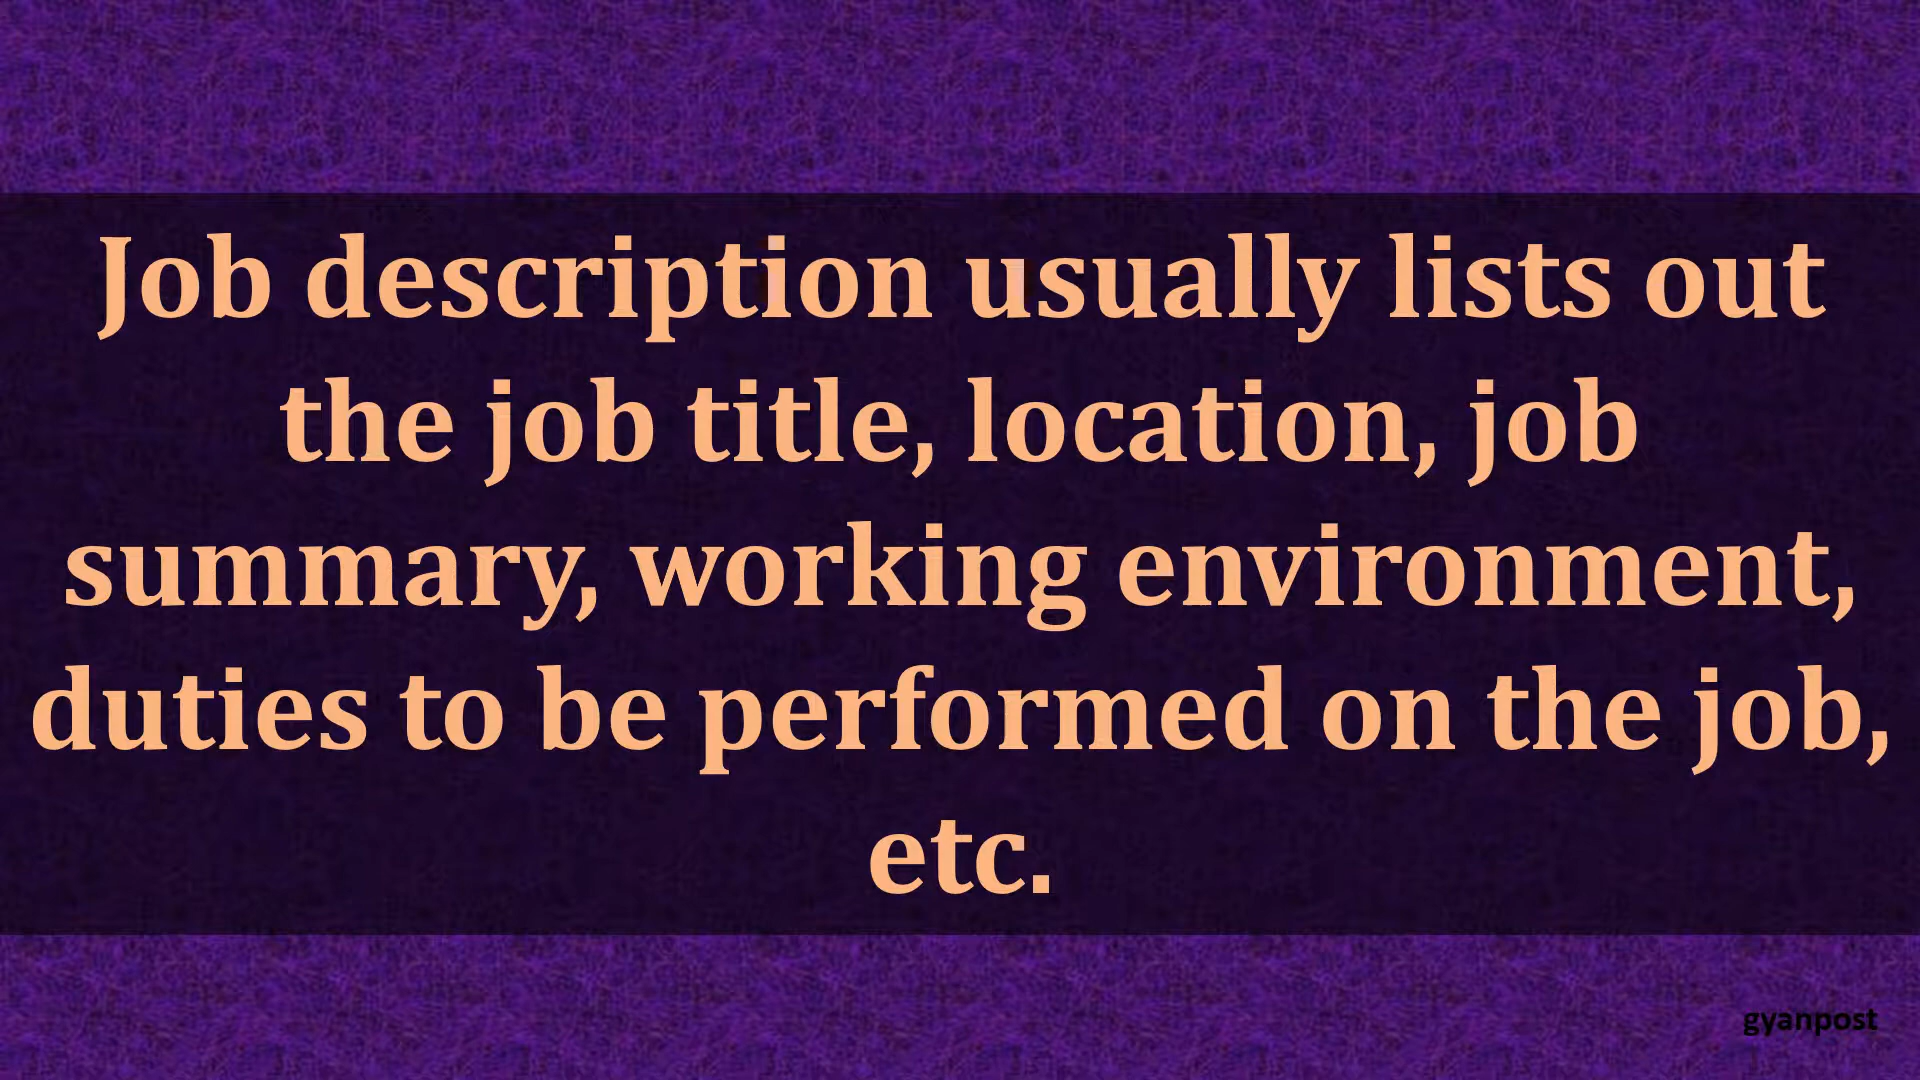 Job description usually lists out
the job title, location, job
summary, working environment,
duties to be performed on the job,
etc.
gyanpost